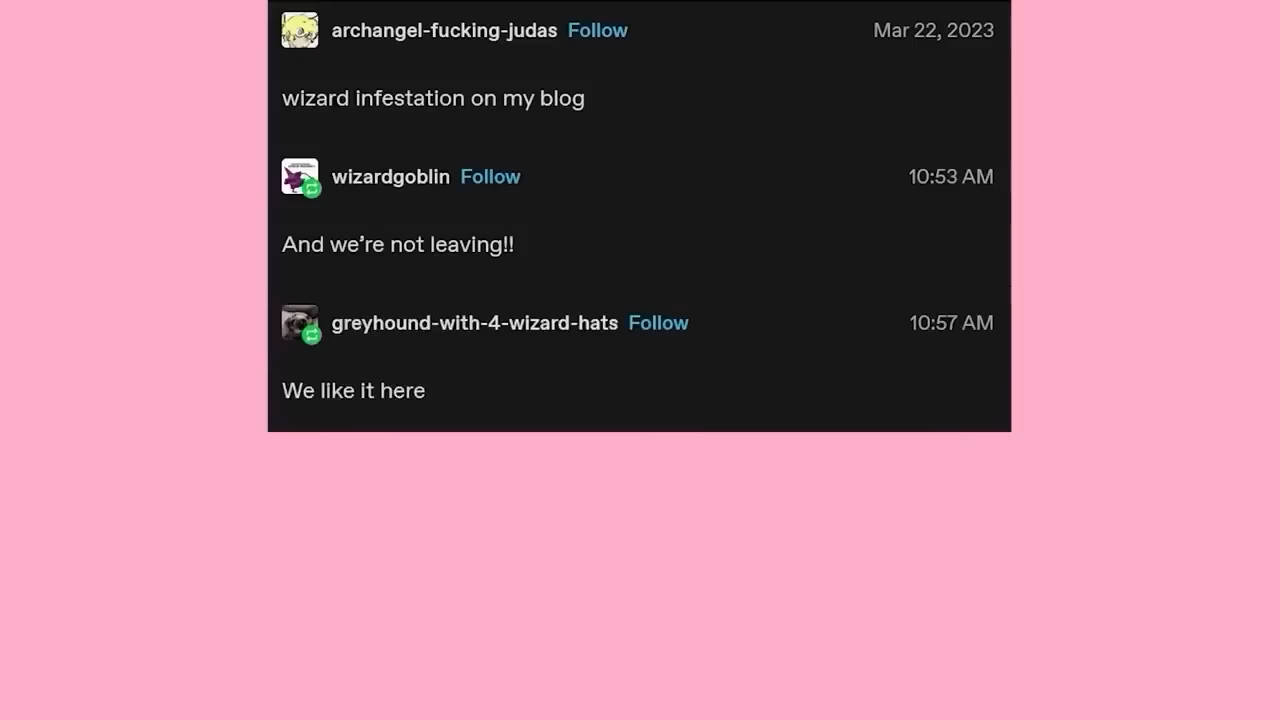 archangel-fucking-judas Follow Mar 22, 2023
wizard infestation on my blog
wizardgoblin Follow 10:53 AM
And we’re not leaving!!
greyhound-with-4-wizard-hats Follow 10:57 AM
We like it here